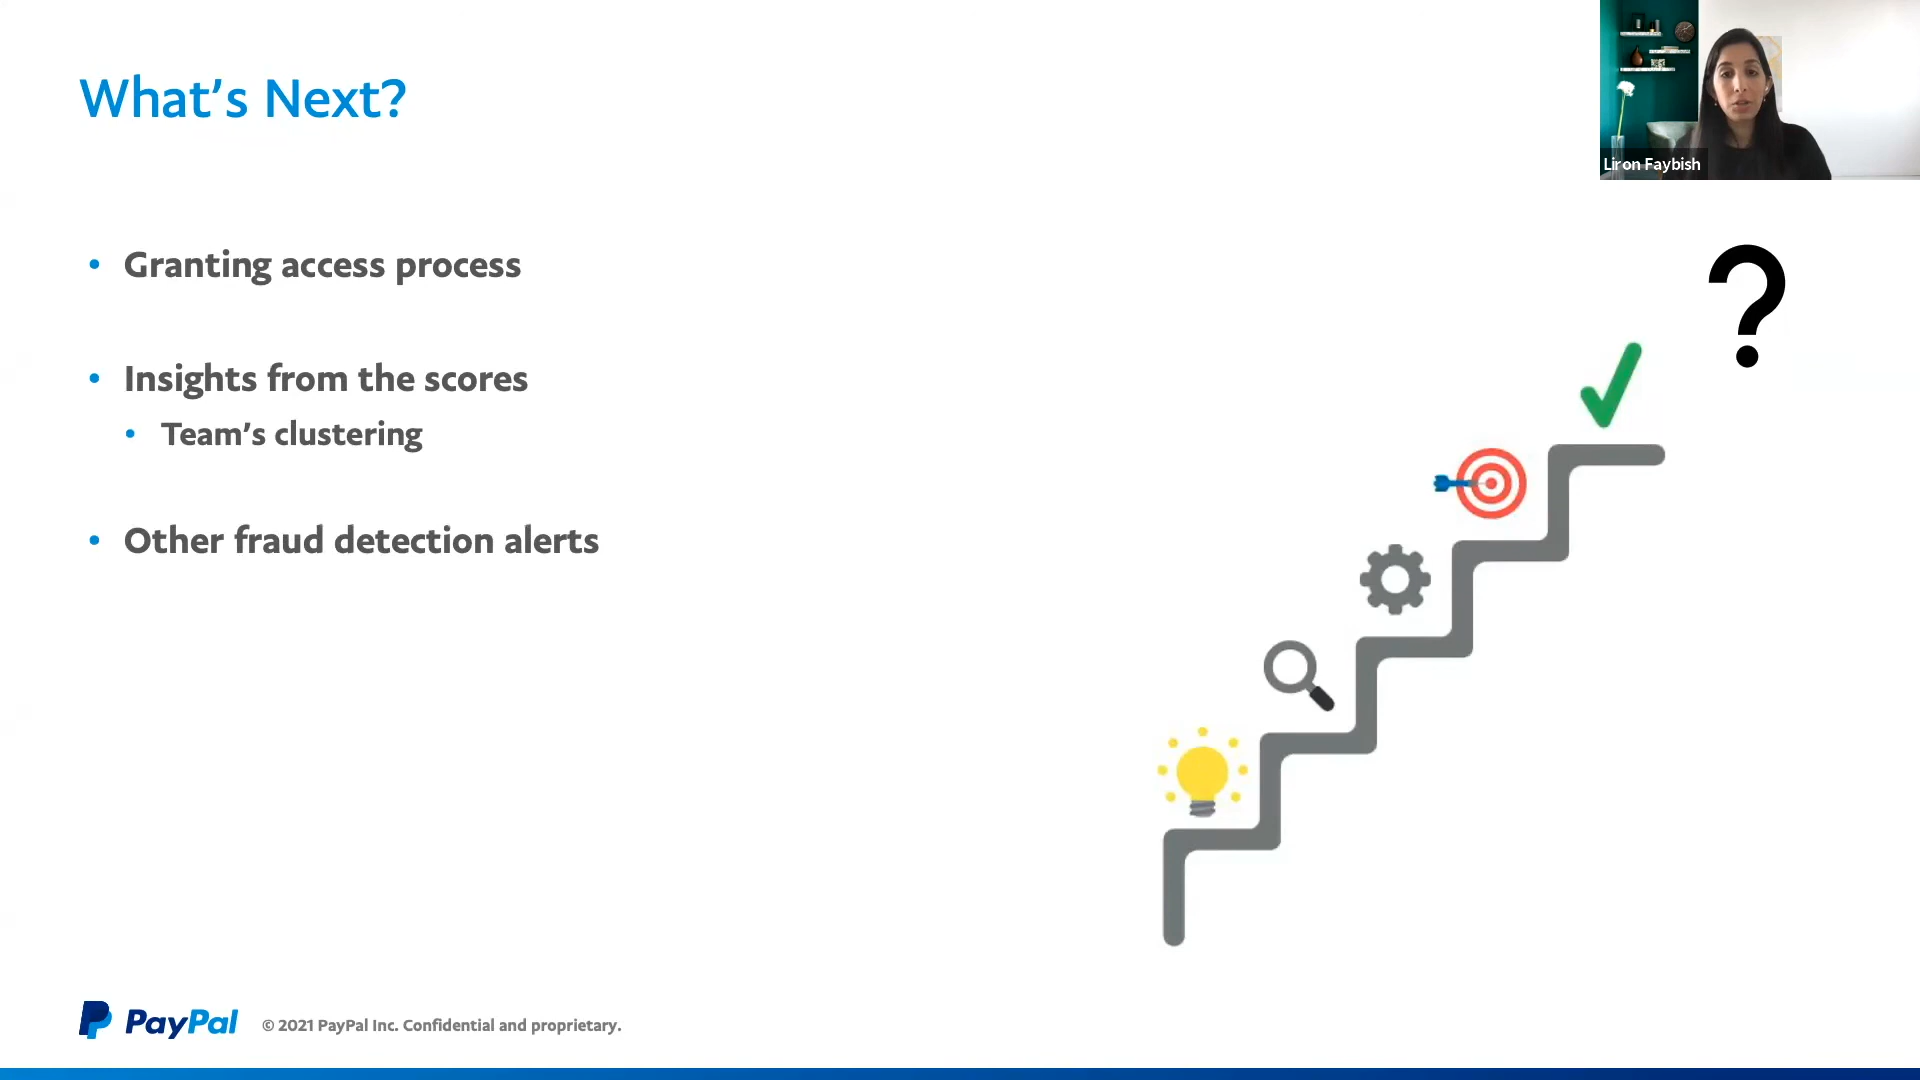 What's Next?
Liron Faybish
• Granting access process
• Insights from the scores
• Team's clustering
• Other fraud detection alerts
?
PayPal © 2021 PayPal Inc. Confidential and proprietary.